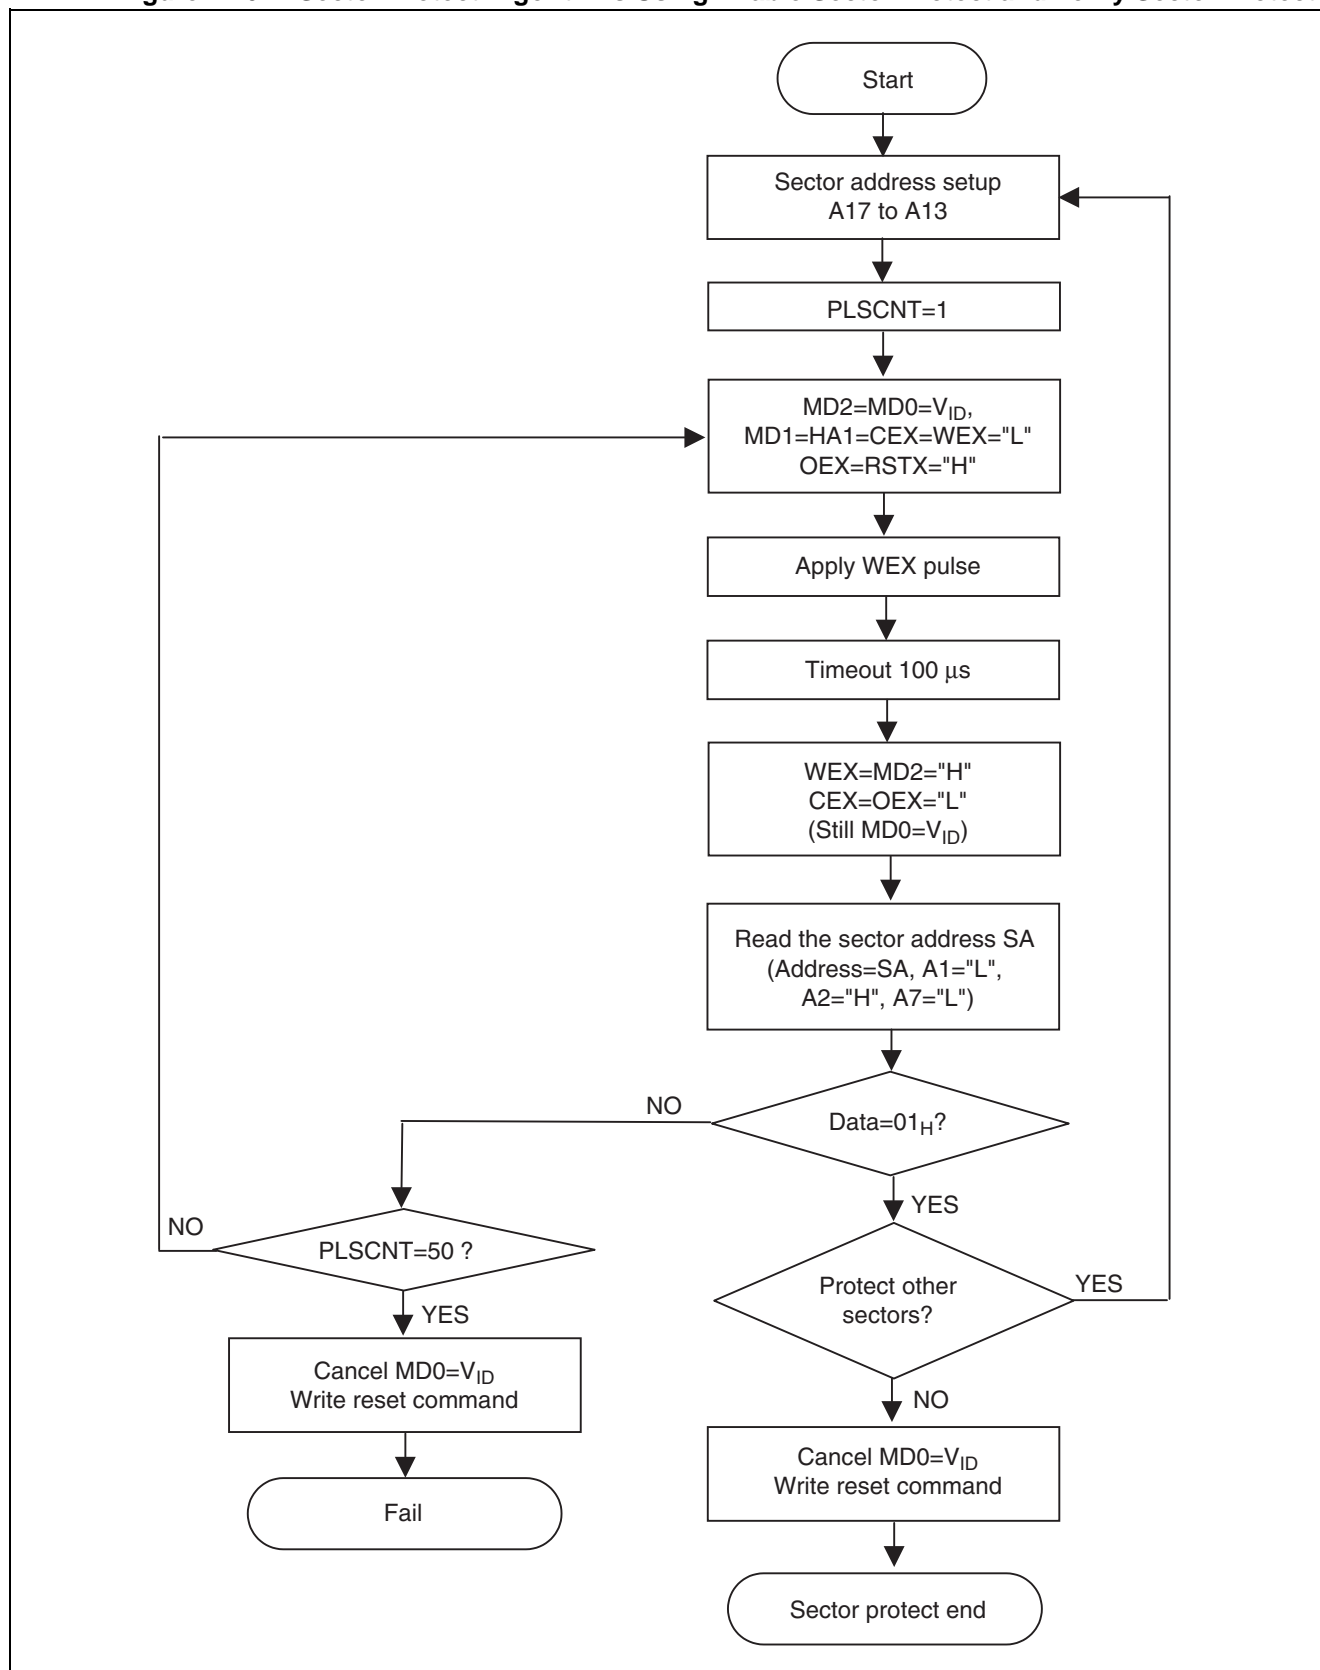 Start
Sector address setup
A17 to A13
PLSCNT=1
MD2=MD0=VID,
MD1=HA1=CEX=WEX="L"
OEX=RSTX="H"
Apply WEX pulse
Timeout 100 μs
WEX=MD2="H"
CEX=OEX="L"
(Still MD0=VID)
Read the sector address SA
(Address=SA, A1="L",
A2="H", A7="L")
NO
Data=01H?
YES
NO
PLSCNT=50 ?
YES
Protect other
sectors?
YES
Cancel MD0=VID
Write reset command
NO
Cancel MD0=VID
Write reset command
Fail
Sector protect end